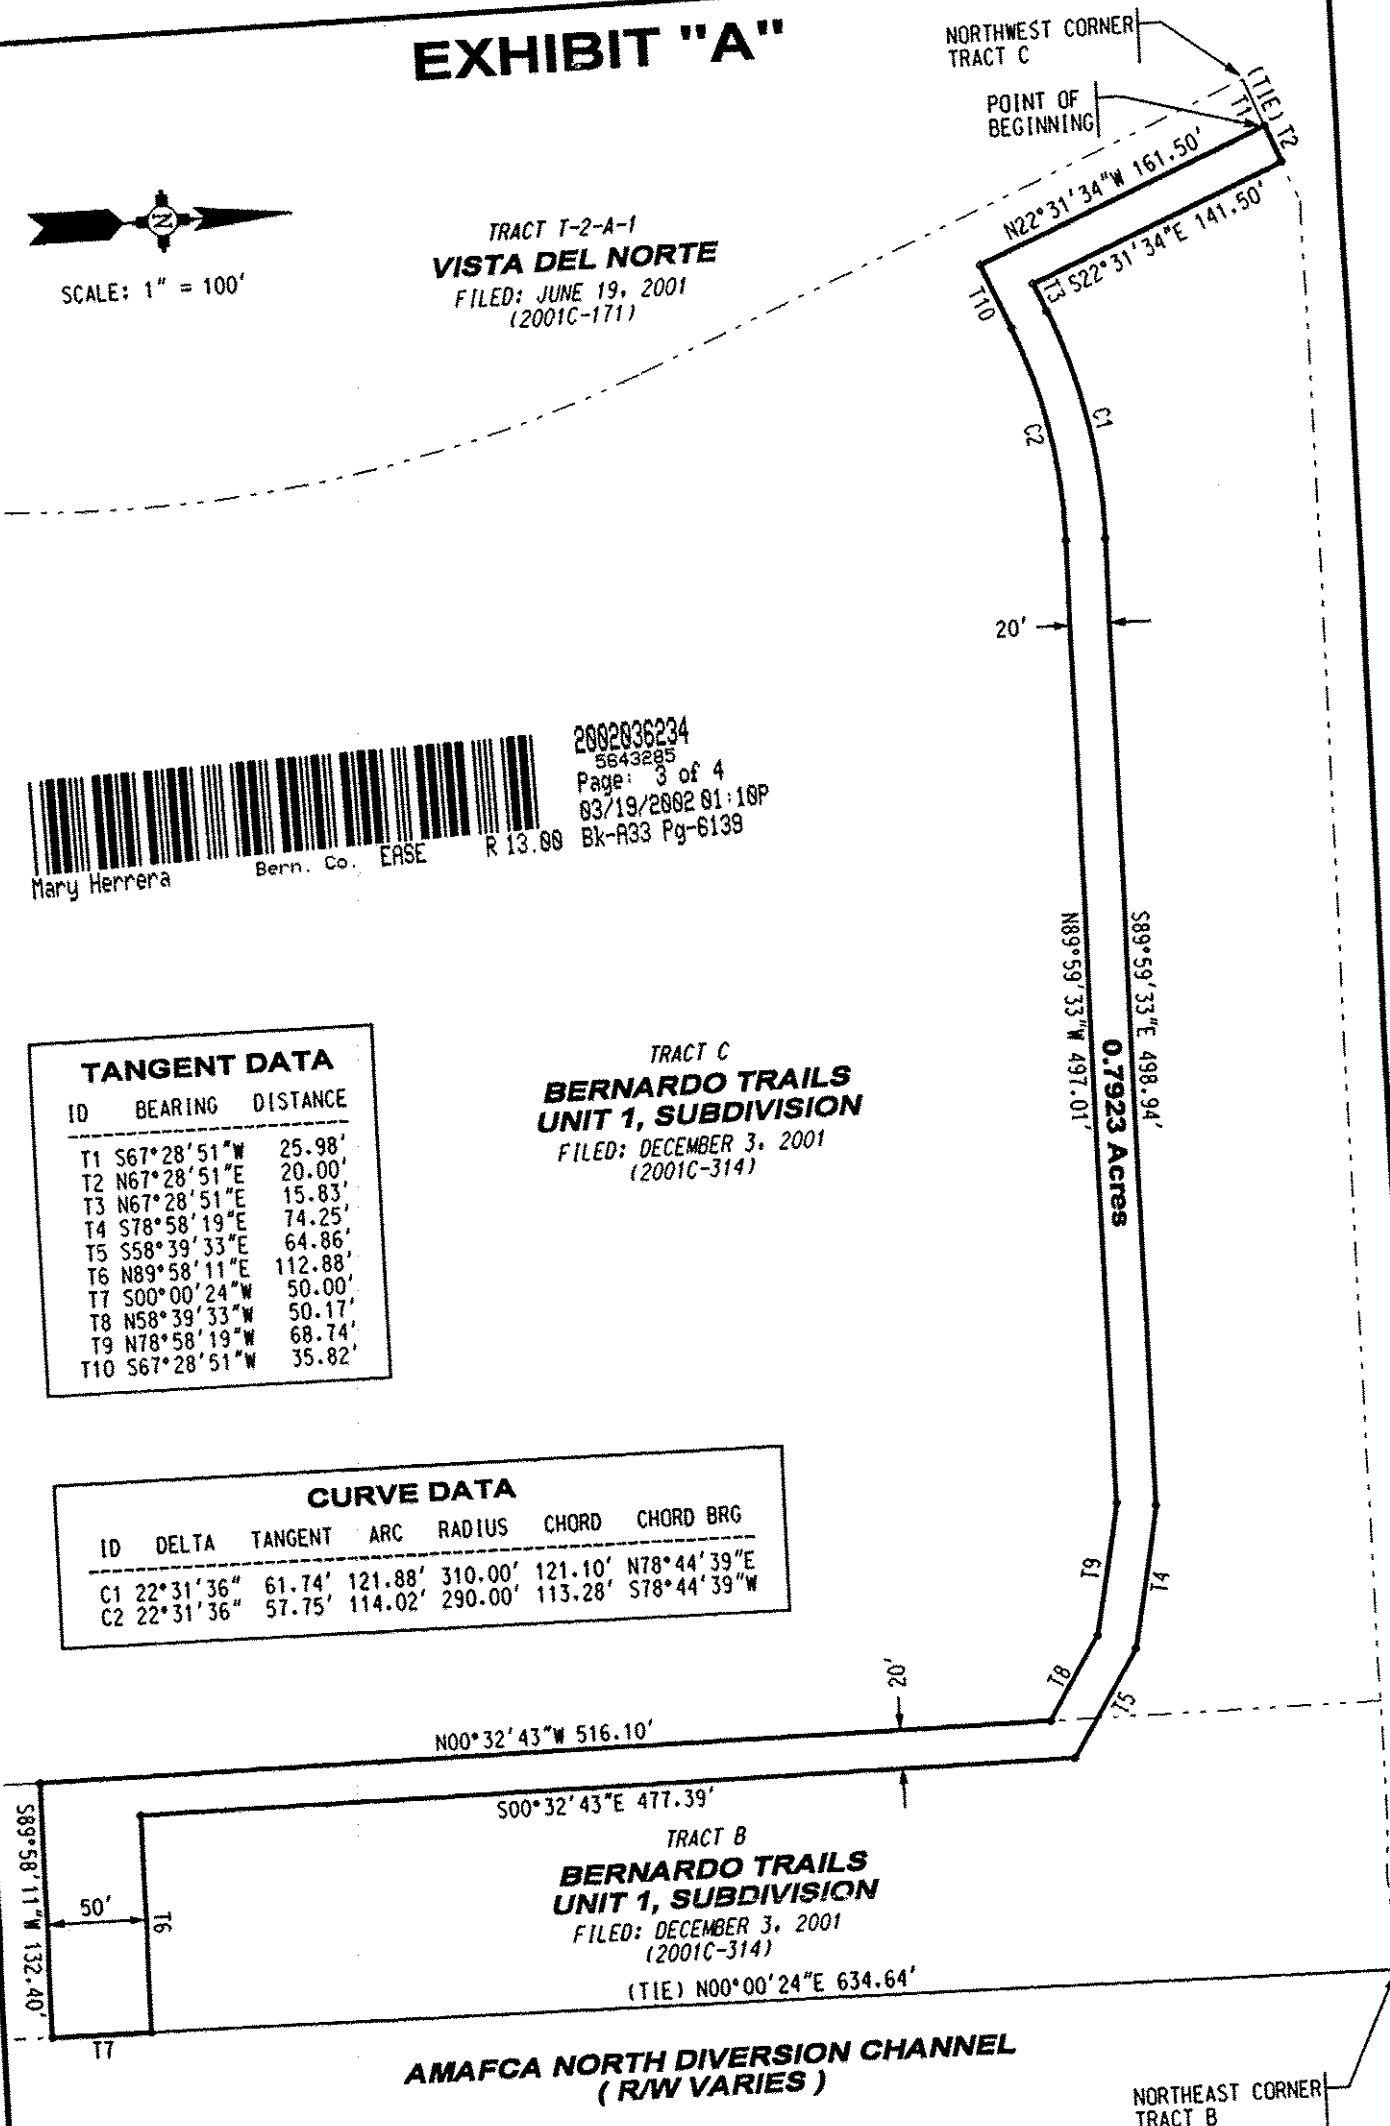 EXHIBIT "A"
NORTHWEST CORNER
TRACT C
POINT OF
BEGINNING
(TIE)
T1
T2
N22°31'34"W 161.50'
S22°31'34"E 141.50'
T3
T10
N
SCALE: 1" = 100'
TRACT T-2-A-1
VISTA DEL NORTE
FILED: JUNE 19, 2001
(2001C-171)
C1
C2
20'
2002036234
5643285
Page: 3 of 4
03/19/2002 01:10P
Bk-A33 Pg-6139
Mary Herrera Bern. Co. EASE R 13.00
N89°59'33"W 497.01'
S89°59'33"E 498.94'
0.7923 Acres
TANGENT DATA
ID BEARING DISTANCE
T1 S67°28'51"W 25.98'
T2 N67°28'51"E 20.00'
T3 N67°28'51"E 15.83'
T4 S78°58'19"E 74.25'
T5 S58°39'33"E 64.86'
T6 N89°58'11"E 112.88'
T7 S00°00'24"W 50.00'
T8 N58°39'33"W 50.17'
T9 N78°58'19"W 68.74'
T10 S67°28'51"W 35.82'
TRACT C
BERNARDO TRAILS
UNIT 1, SUBDIVISION
FILED: DECEMBER 3, 2001
(2001C-314)
CURVE DATA
ID DELTA TANGENT ARC RADIUS CHORD CHORD BRG
C1 22°31'36" 61.74' 121.88' 310.00' 121.10' N78°44'39"E
C2 22°31'36" 57.75' 114.02' 290.00' 113.28' S78°44'39"W
T9
T4
T8
T5
20'
N00°32'43"W 516.10'
S00°32'43"E 477.39'
S89°58'11"W 132.40'
50'
T6
T7
TRACT B
BERNARDO TRAILS
UNIT 1, SUBDIVISION
FILED: DECEMBER 3, 2001
(2001C-314)
(TIE) N00°00'24"E 634.64'
AMAFCA NORTH DIVERSION CHANNEL
( R/W VARIES )
NORTHEAST CORNER
TRACT B